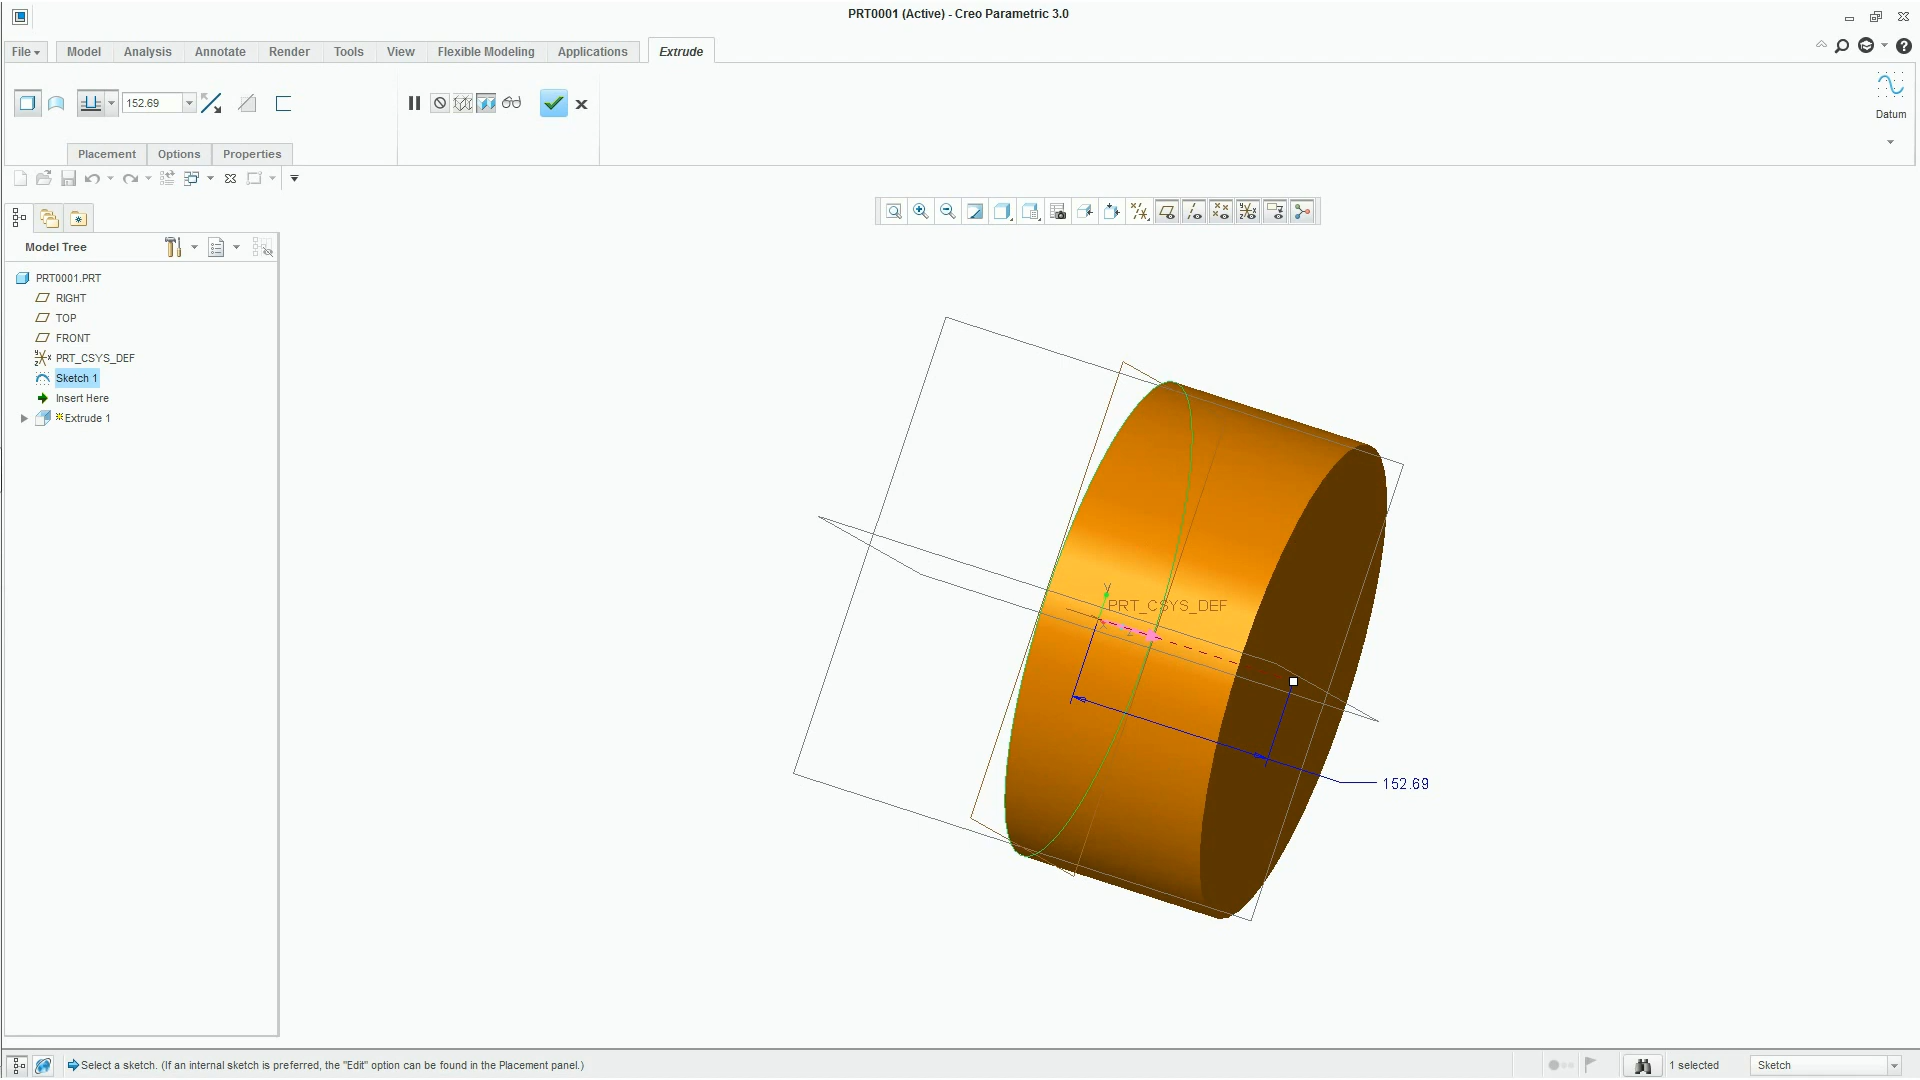 PRT0001 (Active) - Creo Parametric 3.0
File Model Analysis Annotate Render Tools View Flexible Modeling Applications Extrude
152.69
Datum
Placement Options Properties
Model Tree
PRT0001.PRT
RIGHT
TOP
FRONT
PRT_CSYS_DEF
Sketch 1
Insert Here
Extrude 1
Y
PRT_CSYS_DEF
X
Z
152.69
Select a sketch. (If an internal sketch is preferred, the "Edit" option can be found in the Placement panel.)
1 selected
Sketch